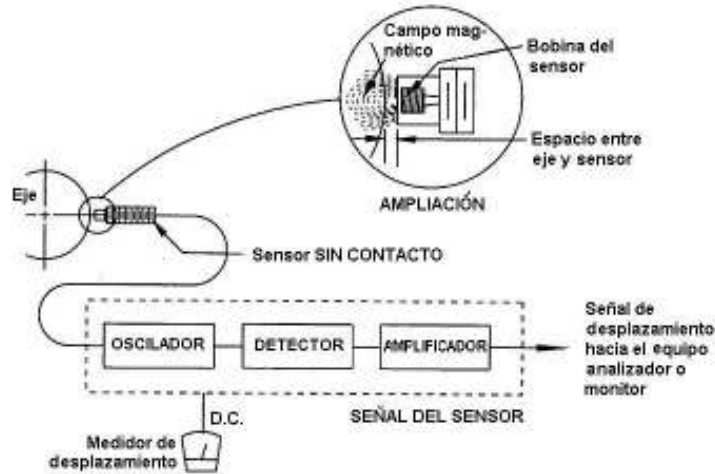 Campo mag-
nético
Bobina del
sensor
Espacio entre
eje y sensor
AMPLIACIÓN
Eje
Sensor SIN CONTACTO
OSCILADOR
DETECTOR
AMPLIFICADOR
Señal de
desplazamiento
hacia el equipo
analizador o
monitor
D.C.
SEÑAL DEL SENSOR
Medidor de
desplazamiento